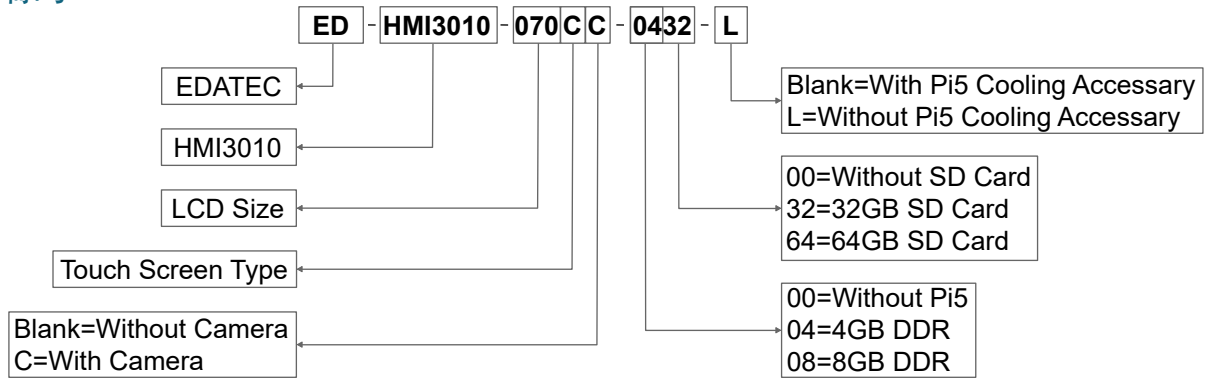 ED - HMI3010 - 070 C C - 0432 - L
EDATEC
HMI3010
LCD Size
Touch Screen Type
Blank=Without Camera
C=With Camera
Blank=With Pi5 Cooling Accessary
L=Without Pi5 Cooling Accessary
00=Without SD Card
32=32GB SD Card
64=64GB SD Card
00=Without Pi5
04=4GB DDR
08=8GB DDR